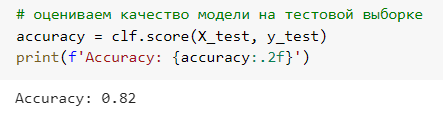 # оцениваем качество модели на тестовой выборке
accuracy = clf.score(X_test, y_test)
print(f'Accuracy: {accuracy:.2f}')
Accuracy: 0.82